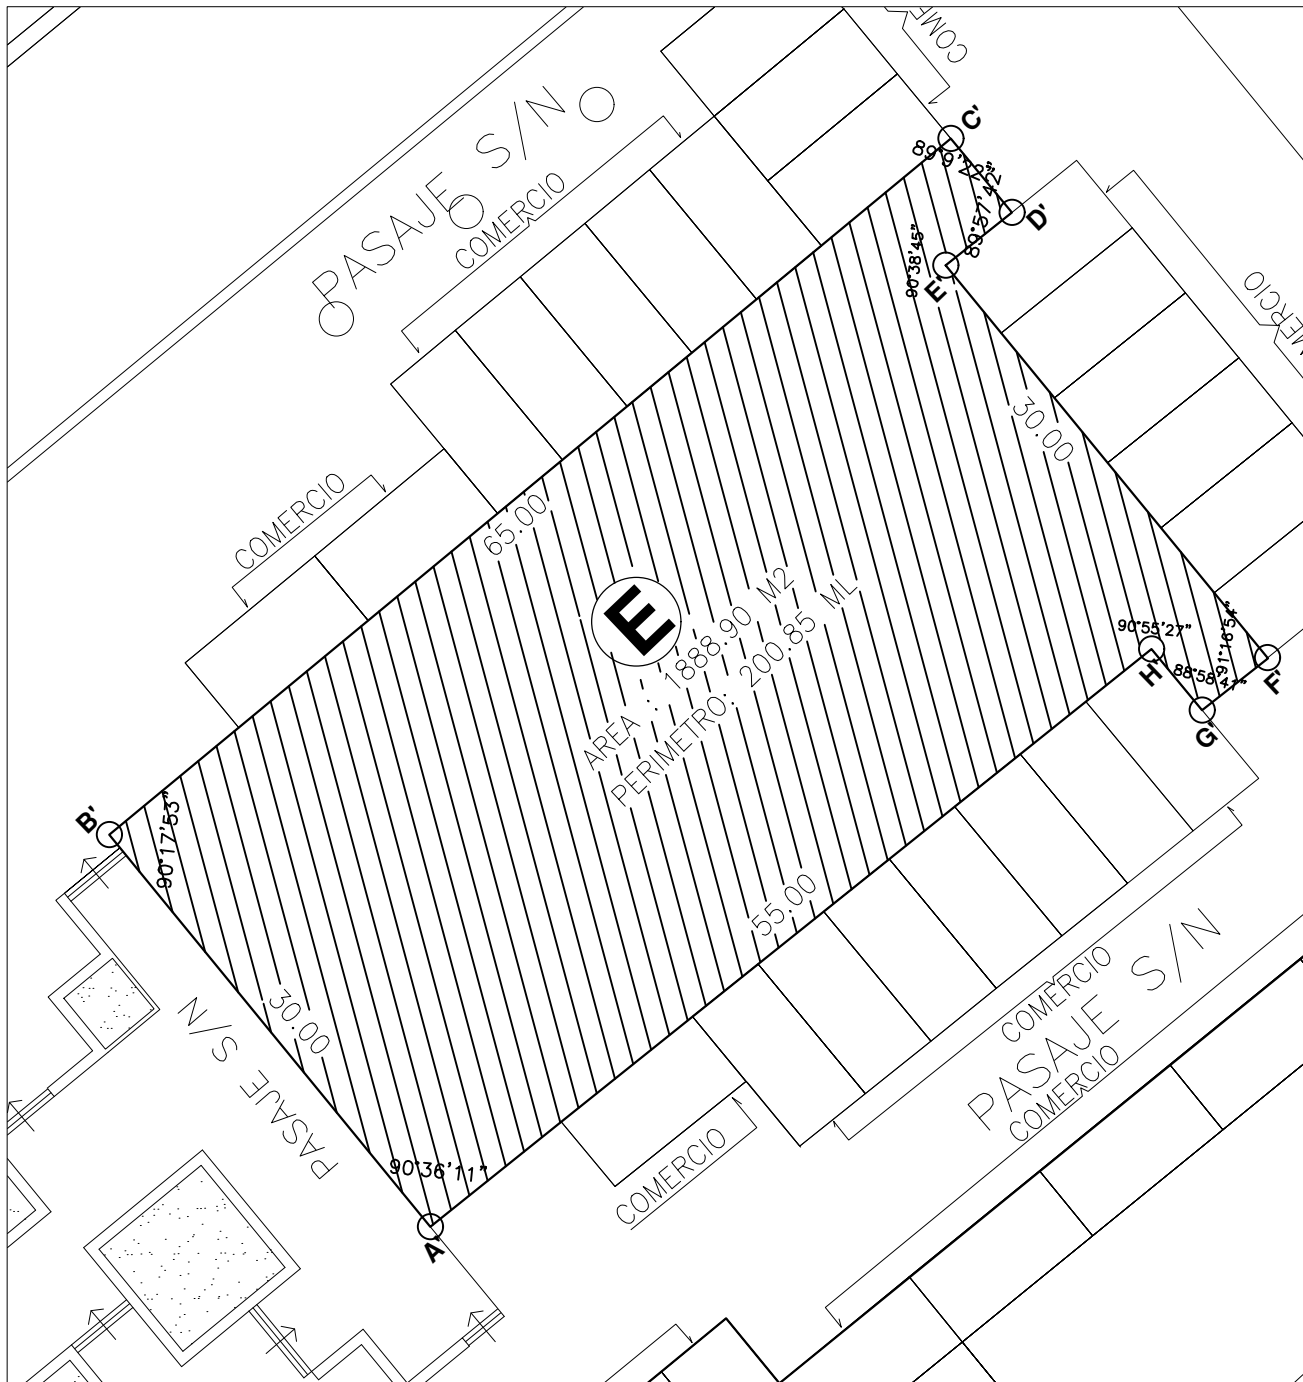 COMERCIO
C'
89°9'22"
PASAJE S/N
COMERCIO
89°57'42"
D'
90°38'45"
E'
COMERCIO
30.00
COMERCIO
65.00
E
AREA : 1888.90 M2
PERIMETRO: 200.85 ML
90°55'27"
91°16'54"
H'
88°58'47"
F'
G'
B'
90°17'53"
55.00
30.00
PASAJE S/N
COMERCIO
PASAJE S/N
COMERCIO
COMERCIO
90°36'11"
A'